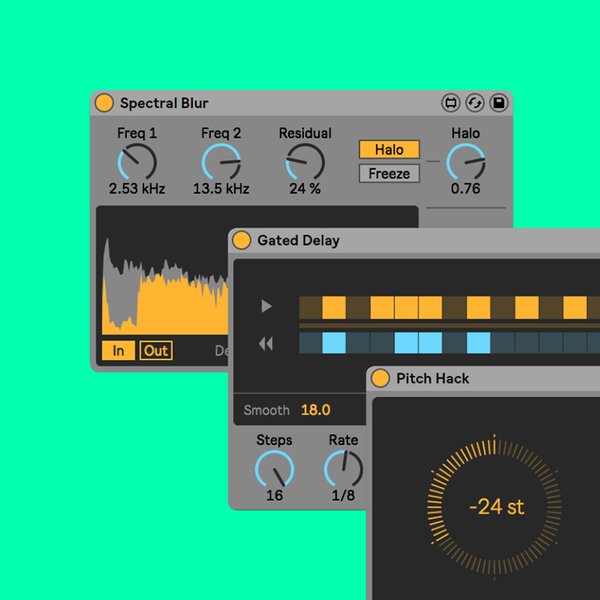 Spectral Blur
Freq 1 Freq 2 Residual Halo Halo
Freeze
2.53 kHz 13.5 kHz 24 % 0.76
Gated Delay
In Out De
Pitch Hack
Smooth 18.0
Steps Rate
16 1/8
-24 st